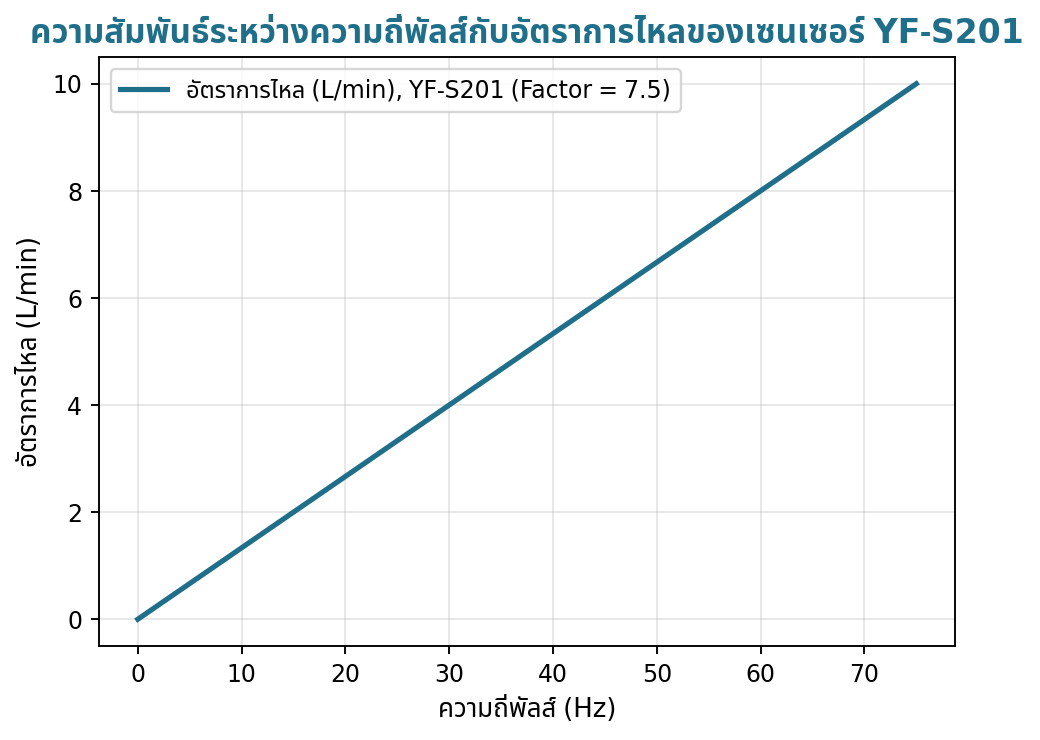 ความสัมพันธ์ระหว่างความถี่พัลส์กับอัตราการไหลของเซนเซอร์ YF-S201
อัตราการไหล (L/min), YF-S201 (Factor = 7.5)
อัตราการไหล (L/min)
10
8
6
4
2
0
0 10 20 30 40 50 60 70
ความถี่พัลส์ (Hz)